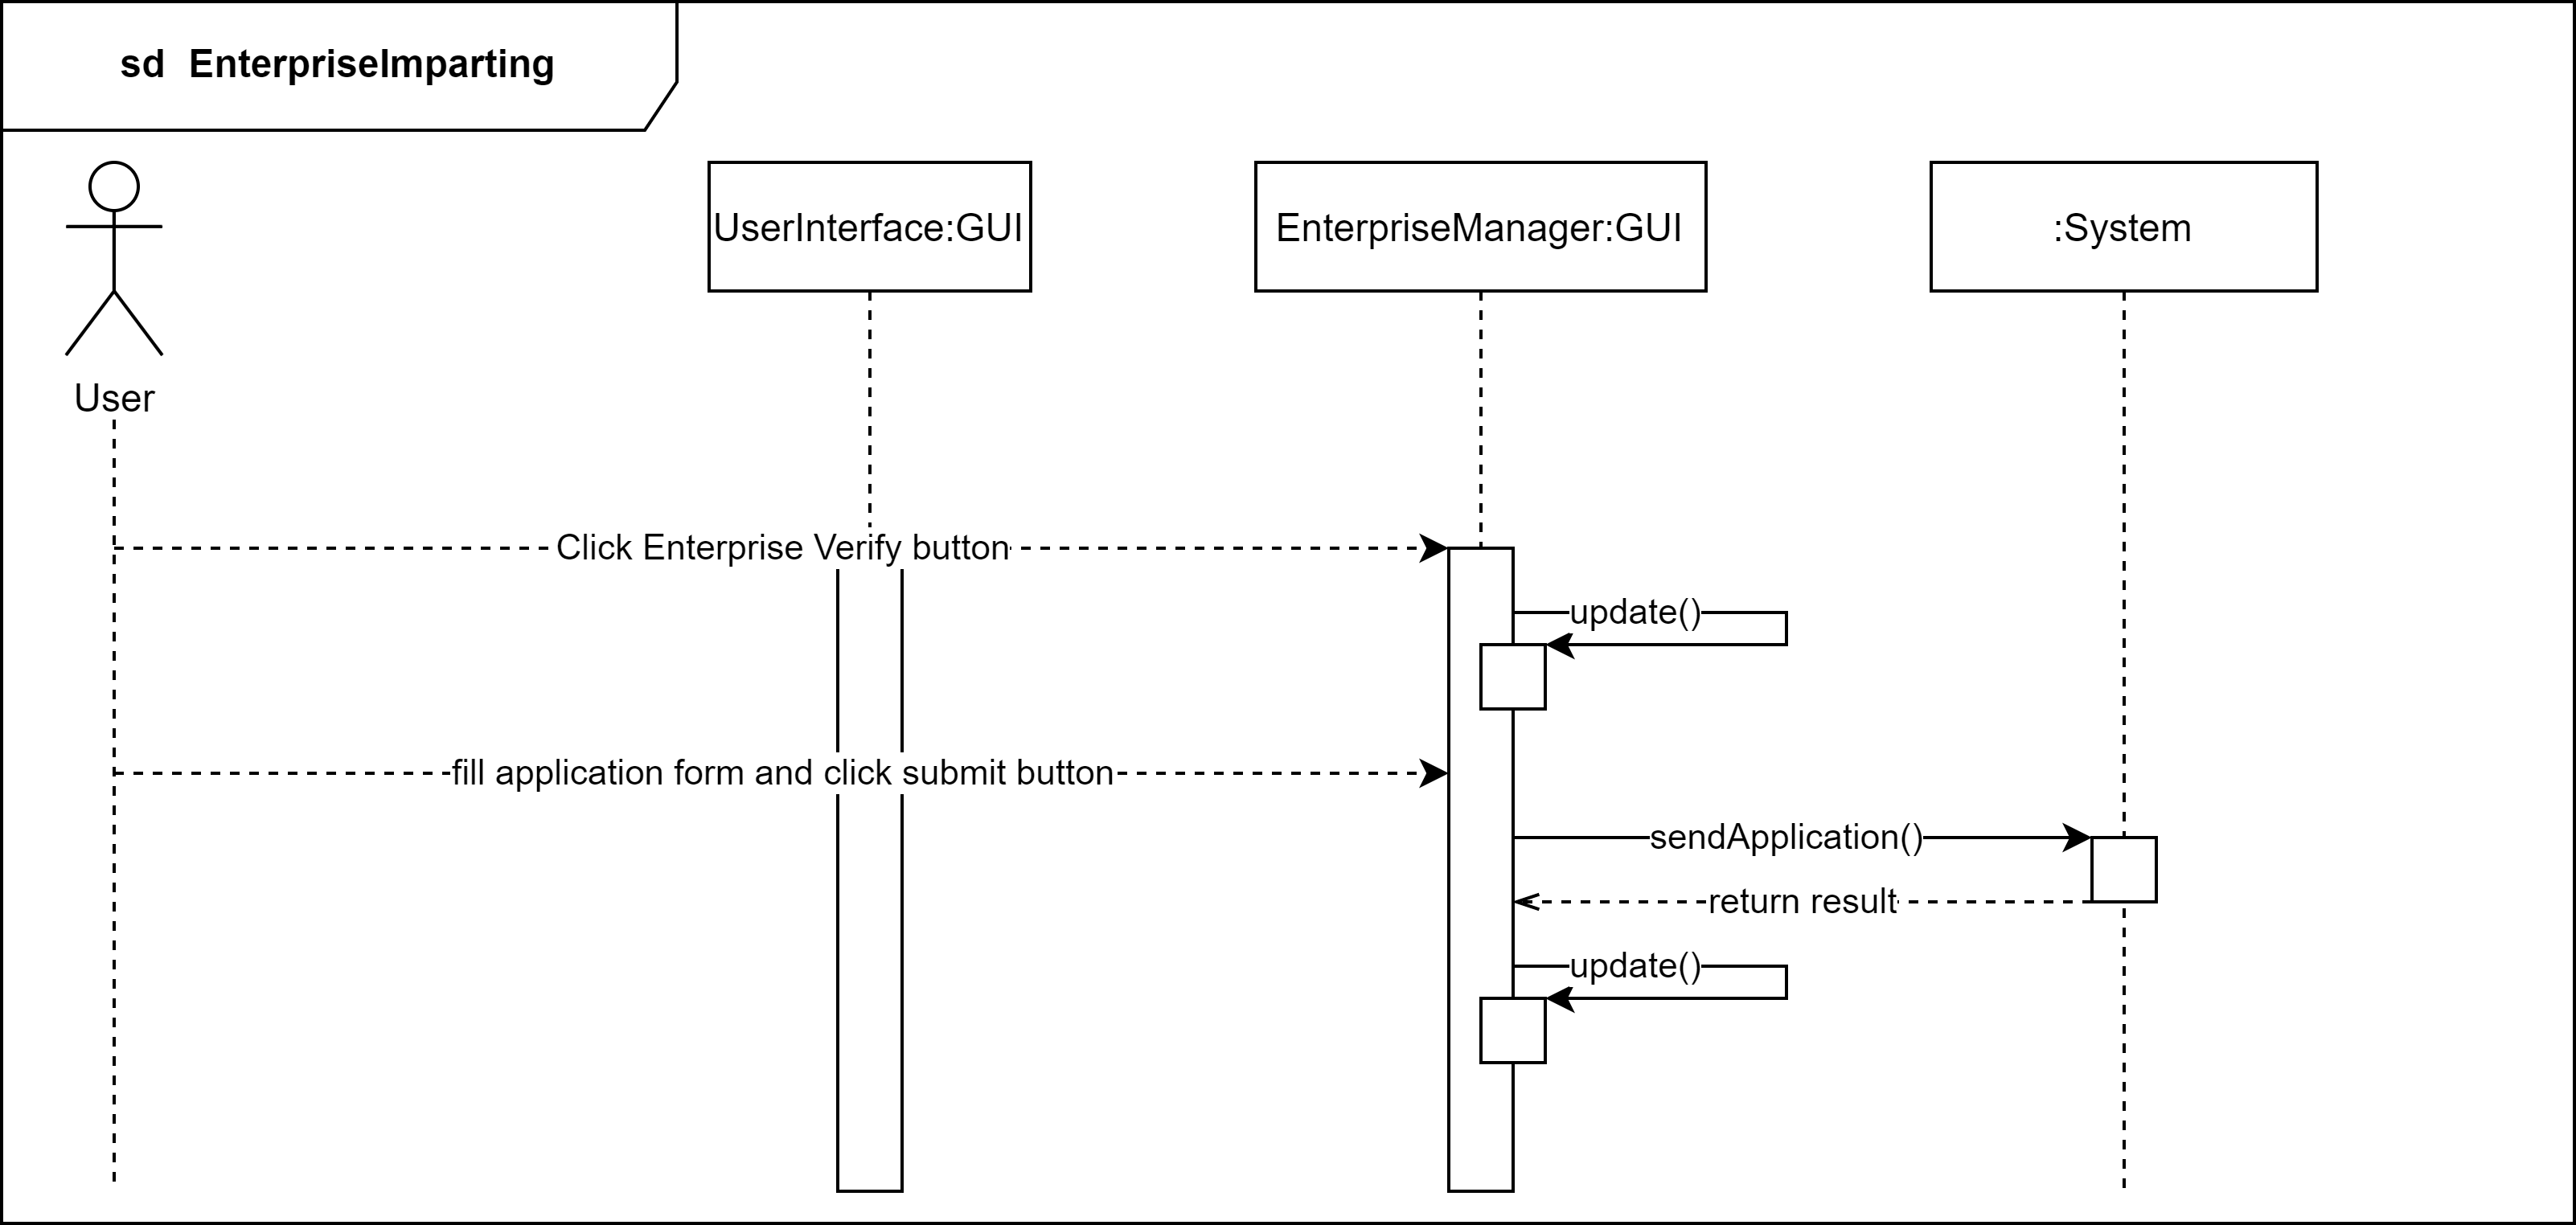 sd EnterpriseImparting
UserInterface:GUI
EnterpriseManager:GUI
:System
User
Click Enterprise Verify button
update()
fill application form and click submit button
sendApplication()
return result
update()